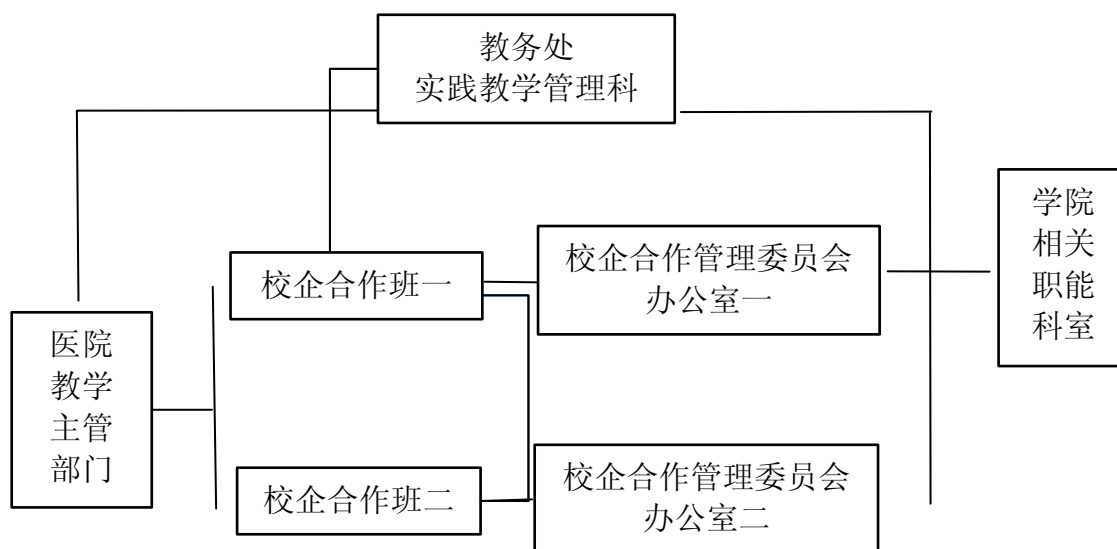 教务处
实践教学管理科
校企合作班一
校企合作管理委员会
办公室一
学院
相关
职能
科室
医院
教学
主管
部门
校企合作班二
校企合作管理委员会
办公室二